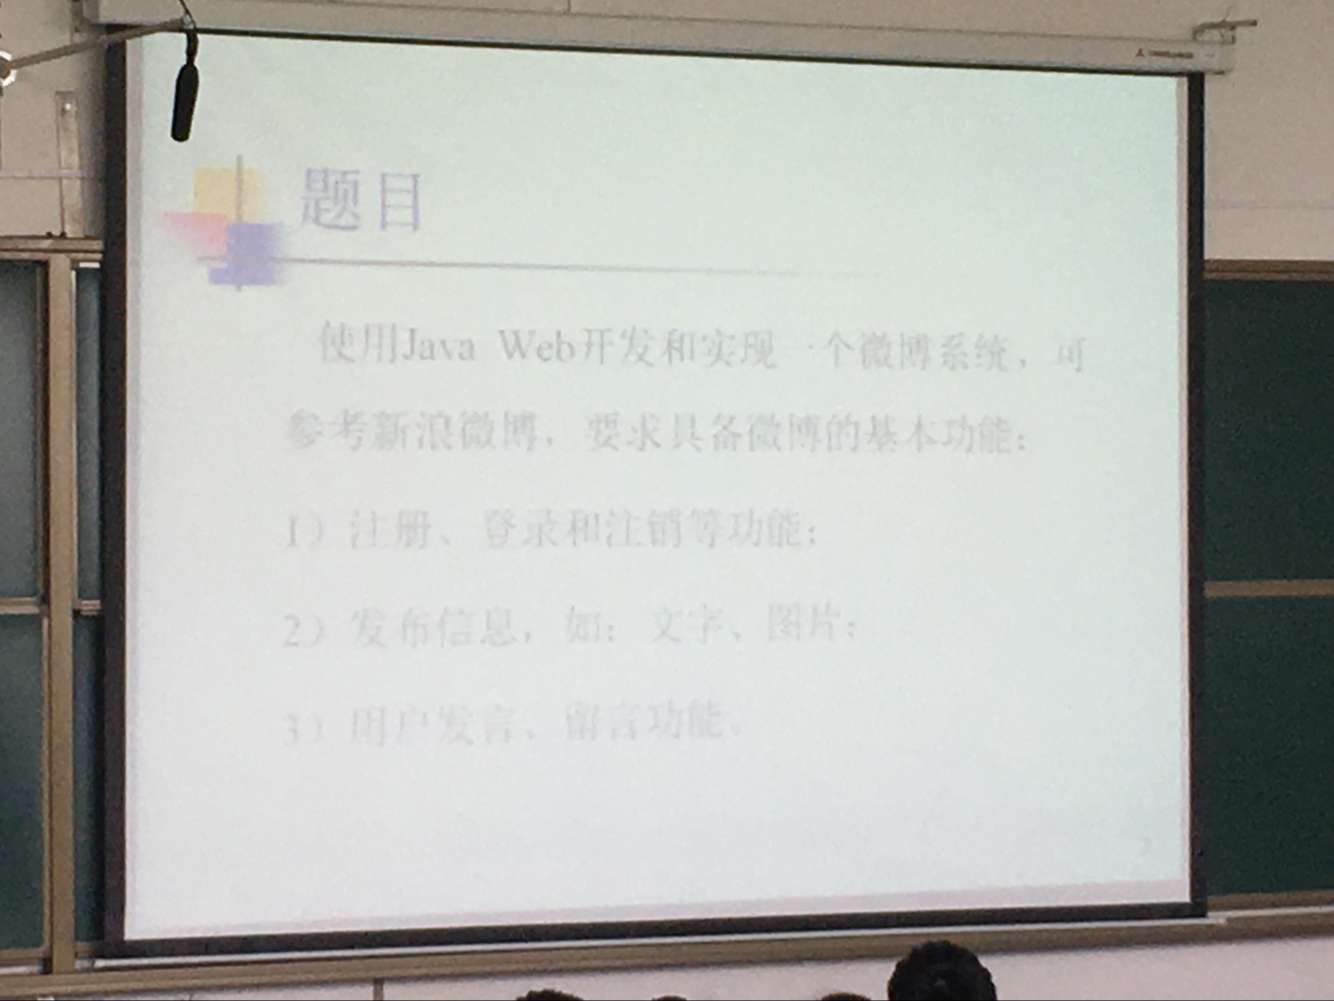 题目
使用Java Web开发和实现一个微博系统，可
参考新浪微博，要求具备微博的基本功能：
1）注册、登录和注销等功能；
2）发布信息，如：文字、图片；
3）用户发言、留言功能。